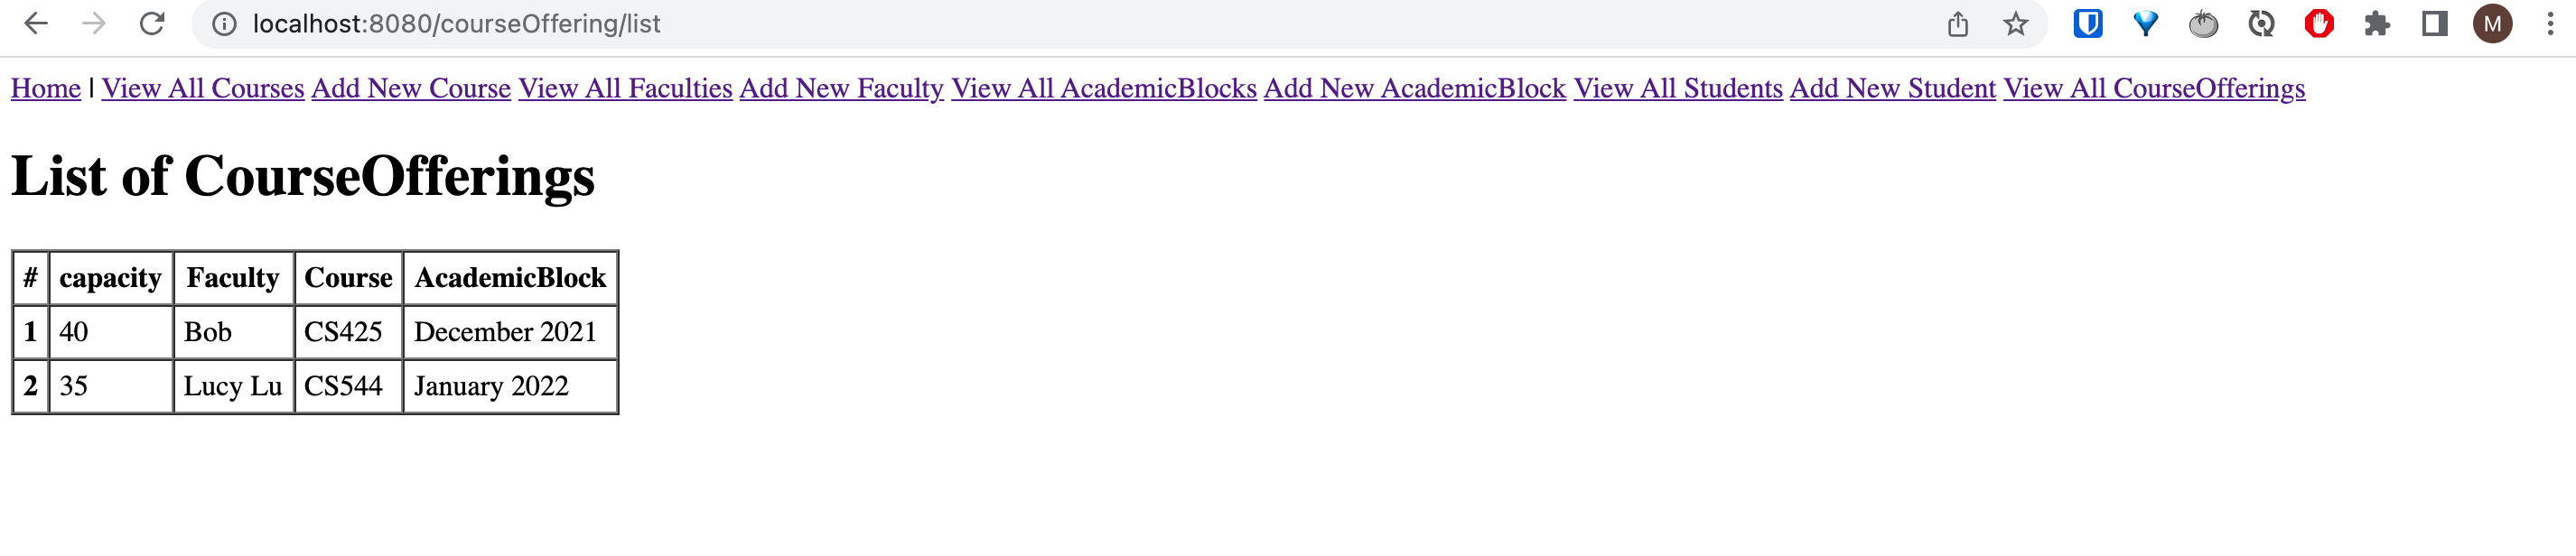 localhost:8080/courseOffering/list
M
Home | View All Courses Add New Course View All Faculties Add New Faculty View All AcademicBlocks Add New AcademicBlock View All Students Add New Student View All CourseOfferings
List of CourseOfferings
# capacity Faculty Course AcademicBlock
1 40 Bob CS425 December 2021
2 35 Lucy Lu CS544 January 2022